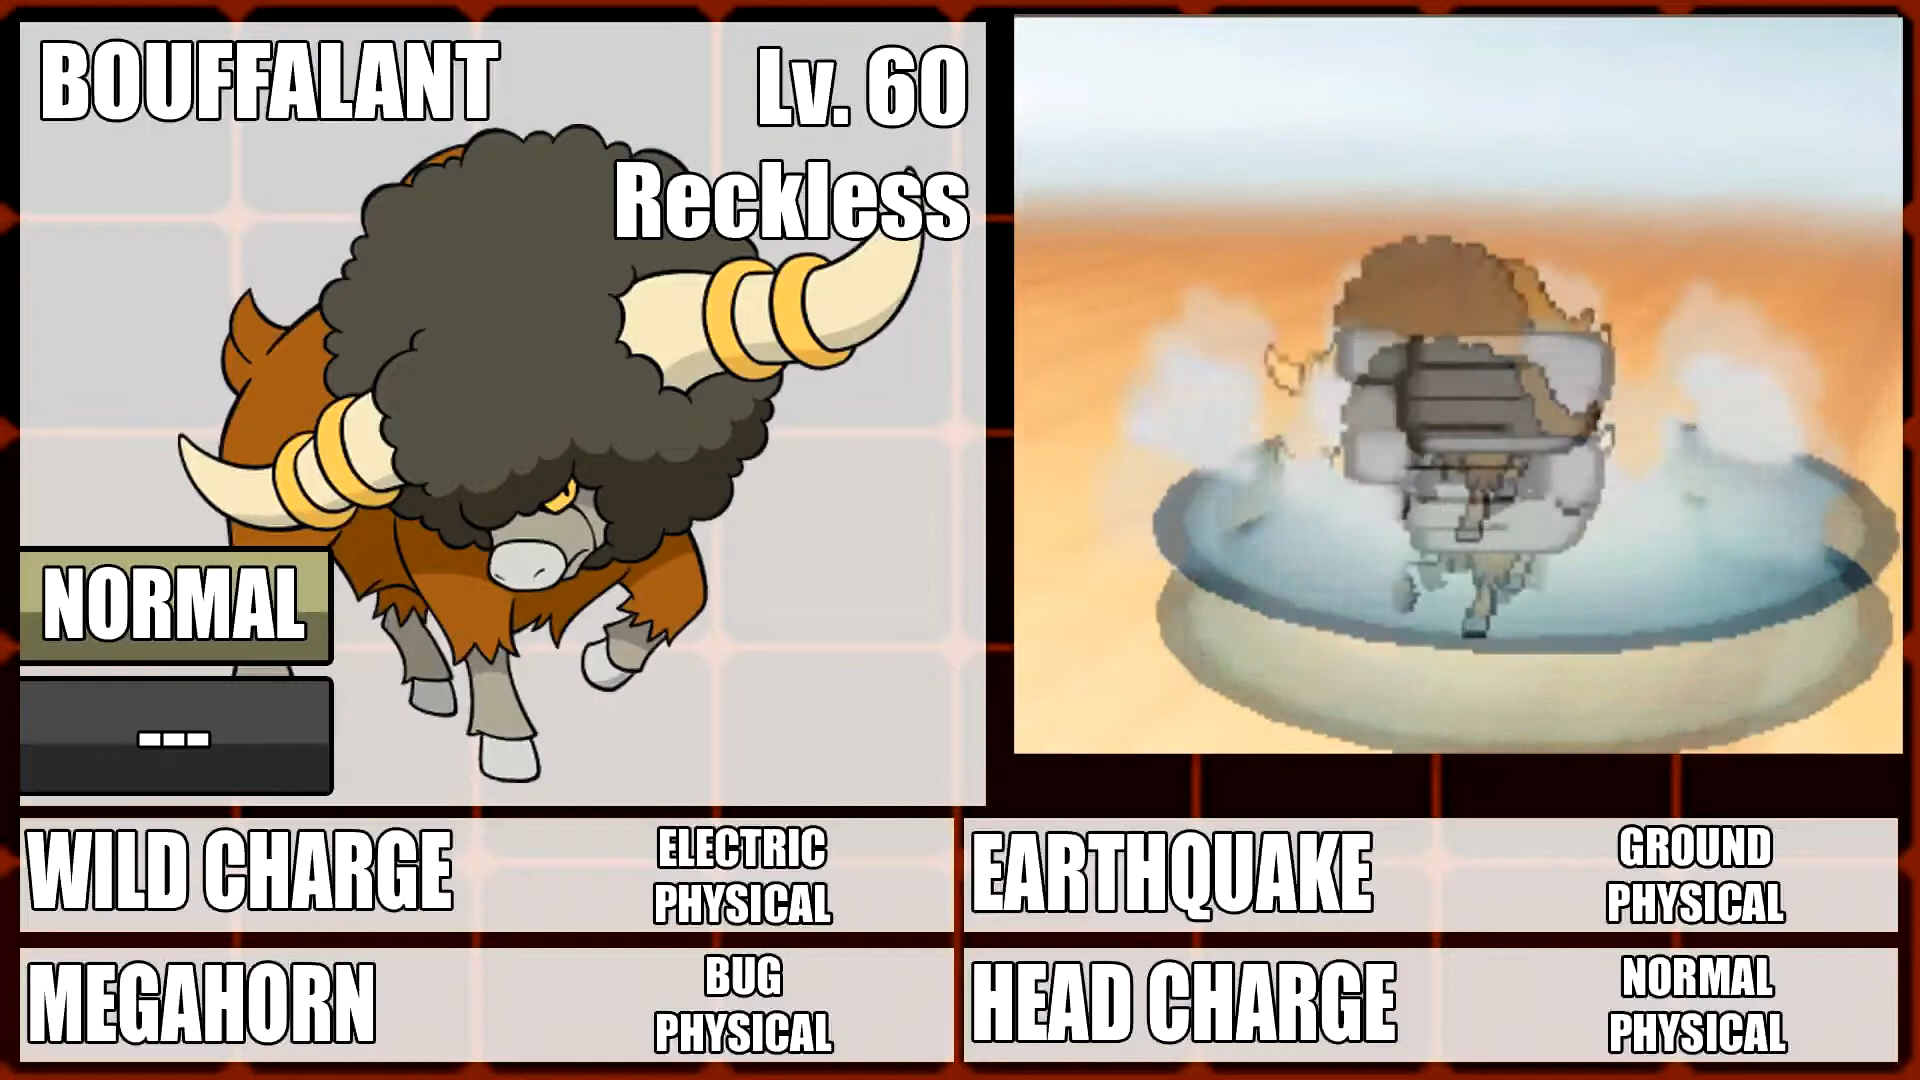 BOUFFALANT
Lv. 60
Reckless
NORMAL
---
WILD CHARGE
ELECTRIC
PHYSICAL
EARTHQUAKE
GROUND
PHYSICAL
MEGAHORN
BUG
PHYSICAL
HEAD CHARGE
NORMAL
PHYSICAL